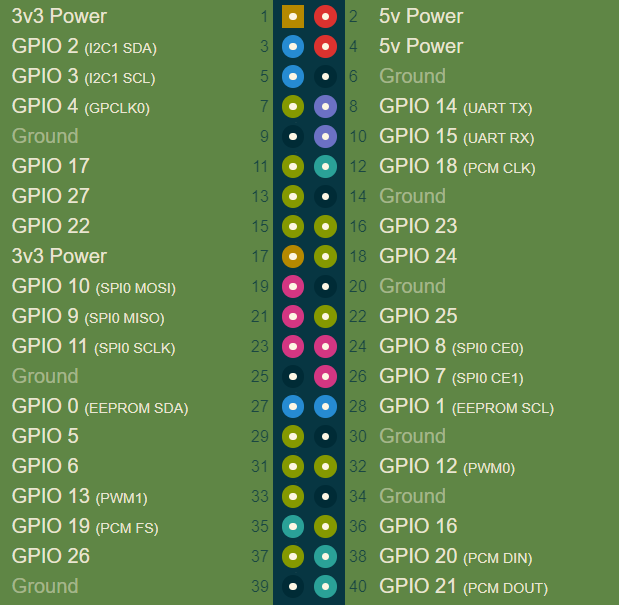 3v3 Power 1 2 5v Power
GPIO 2 (I2C1 SDA) 3 4 5v Power
GPIO 3 (I2C1 SCL) 5 6 Ground
GPIO 4 (GPCLK0) 7 8 GPIO 14 (UART TX)
Ground 9 10 GPIO 15 (UART RX)
GPIO 17 11 12 GPIO 18 (PCM CLK)
GPIO 27 13 14 Ground
GPIO 22 15 16 GPIO 23
3v3 Power 17 18 GPIO 24
GPIO 10 (SPI0 MOSI) 19 20 Ground
GPIO 9 (SPI0 MISO) 21 22 GPIO 25
GPIO 11 (SPI0 SCLK) 23 24 GPIO 8 (SPI0 CE0)
Ground 25 26 GPIO 7 (SPI0 CE1)
GPIO 0 (EEPROM SDA) 27 28 GPIO 1 (EEPROM SCL)
GPIO 5 29 30 Ground
GPIO 6 31 32 GPIO 12 (PWM0)
GPIO 13 (PWM1) 33 34 Ground
GPIO 19 (PCM FS) 35 36 GPIO 16
GPIO 26 37 38 GPIO 20 (PCM DIN)
Ground 39 40 GPIO 21 (PCM DOUT)